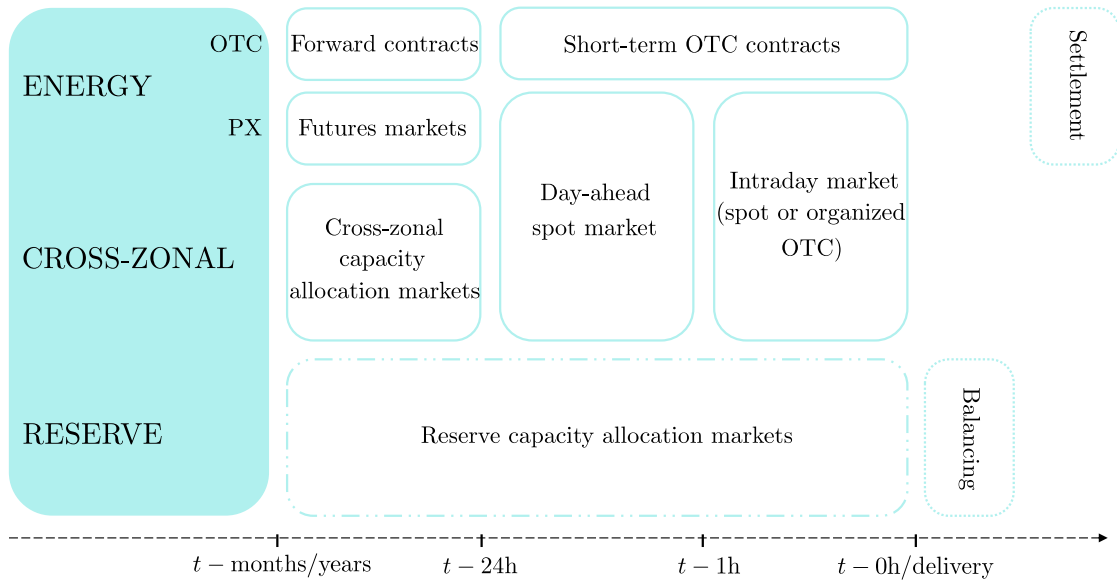 OTC
ENERGY
PX
CROSS-ZONAL
RESERVE
Forward contracts
Short-term OTC contracts
Futures markets
Cross-zonal
capacity
allocation markets
Day-ahead
spot market
Intraday market
(spot or organized
OTC)
Reserve capacity allocation markets
Balancing
Settlement
t − months/years
t − 24h
t − 1h
t − 0h/delivery